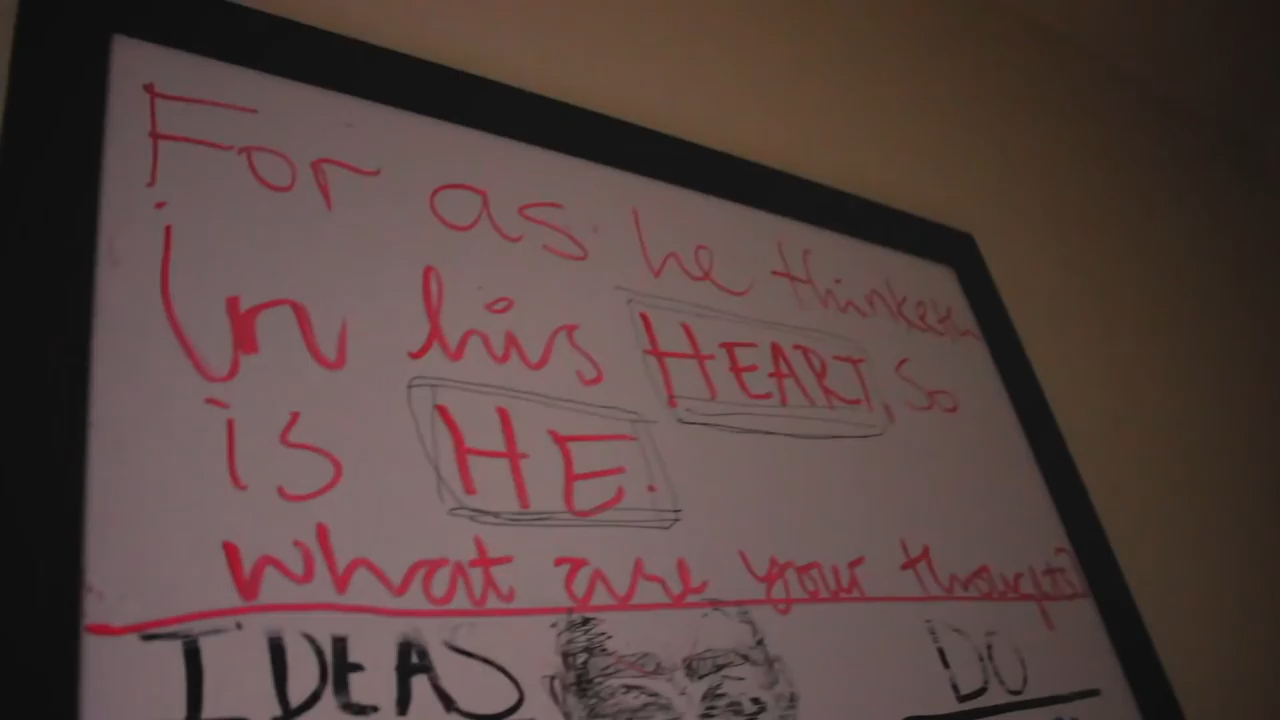 For as he thinketh
in his HEART, so
is HE.
what are your thoughts?
IDEAS
DO